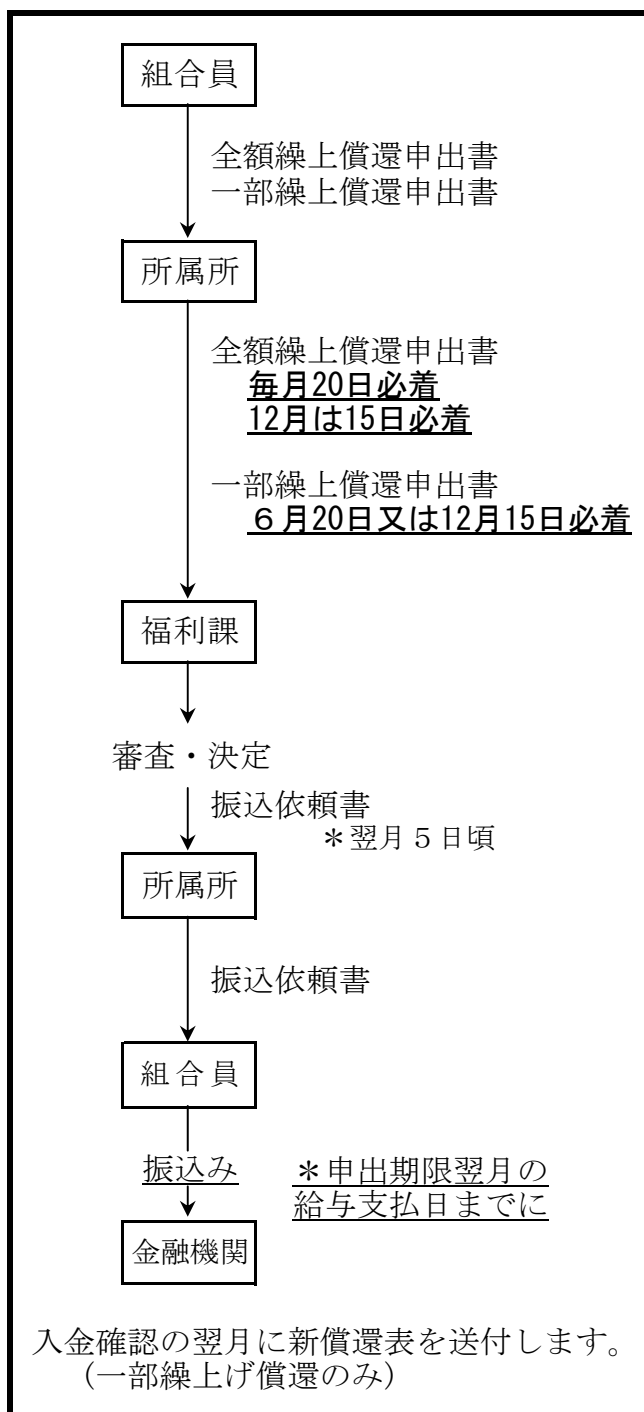 組合員
全額繰上償還申出書
一部繰上償還申出書
所属所
全額繰上償還申出書
毎月20日必着
12月は15日必着
一部繰上償還申出書
６月20日又は12月15日必着
福利課
審査・決定
振込依頼書
＊翌月５日頃
所属所
振込依頼書
組合員
振込み
＊申出期限翌月の
給与支払日までに
金融機関
入金確認の翌月に新償還表を送付します。
（一部繰上げ償還のみ）